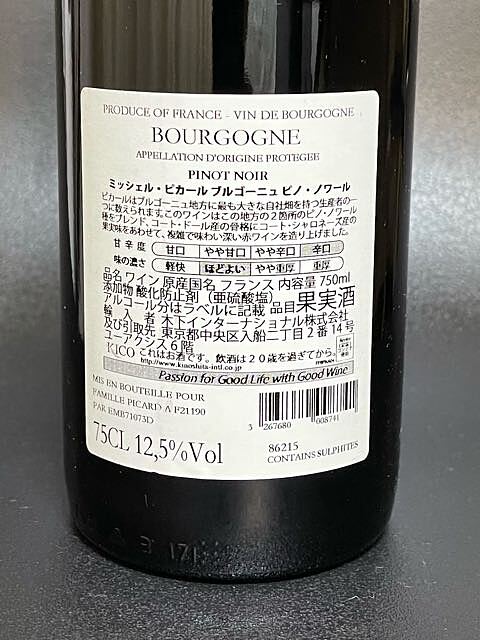 PRODUCE OF FRANCE - VIN DE BOURGOGNE
BOURGOGNE
APPELLATION D'ORIGINE PROTEGEE
PINOT NOIR
ミッシェル・ピカール ブルゴーニュ ピノ・ノワール
ピカールはブルゴーニュ地方に最も大きな自社畑を持つ生産者の一
つに数えられます。このワインはこの地方の２箇所のピノ・ノワール
種をブレンド、コート・ドール産の骨格にコート・シャロネーズ産の
果実味をあわせて、複雑で味わい深い赤ワインを造り上げました。
甘辛度 甘口 やや甘口 やや辛口 辛口
味の濃さ 軽快 ほどよい やや重厚 重厚
品名 ワイン 原産国名 フランス 内容量 750ml
添加物 酸化防止剤（亜硫酸塩）
アルコール分はラベルに記載 品目 果実酒
輸入者 木下インターナショナル株式会社
及び引取先 東京都中央区入船二丁目２番14号
ユーアクシス６階
KICO これはお酒です。飲酒は２０歳を過ぎてから。
http://www.kinoshita-intl.co.jp
Passion for Good Life with Good Wine
MIS EN BOUTEILLE POUR
FAMILLE PICARD A F21190
PAR EMB71073D
75CL 12,5%Vol
3 267680 008741
86215
CONTAINS SULPHITES
171